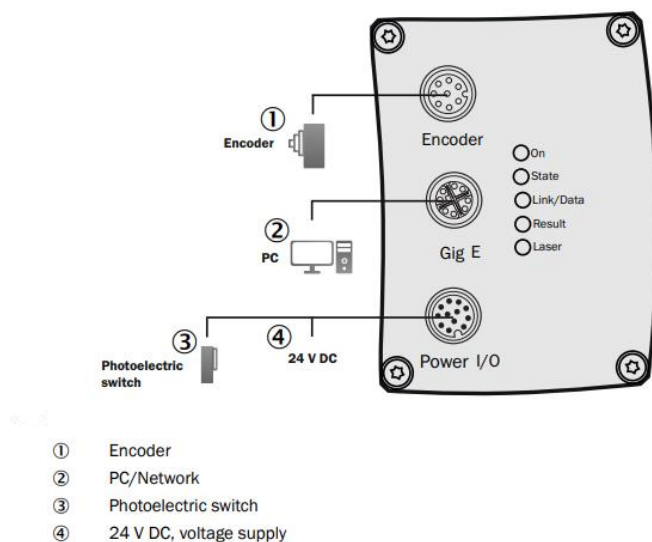 ① Encoder
Encoder
On
State
Link/Data
Result
Laser
② PC
Gig E
③ Photoelectric
switch
④ 24 V DC
Power I/O
① Encoder
② PC/Network
③ Photoelectric switch
④ 24 V DC, voltage supply